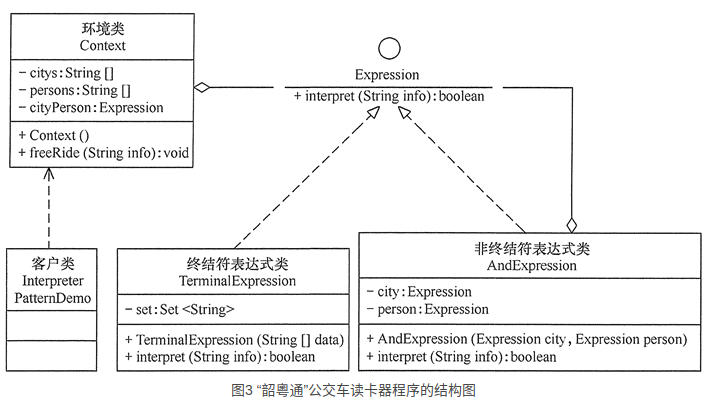 环境类
Context
− citys:String []
− persons:String []
− cityPerson:Expression
+ Context ()
+ freeRide (String info):void
Expression
+ interpret (String info):boolean
客户类
Interpreter
PatternDemo
终结符表达式类
TerminalExpression
− set:Set <String>
+ TerminalExpression (String [] data)
+ interpret (String info):boolean
非终结符表达式类
AndExpression
− city:Expression
− person:Expression
+ AndExpression (Expression city, Expression person)
+ interpret (String info):boolean
图3 “韶粤通”公交车读卡器程序的结构图